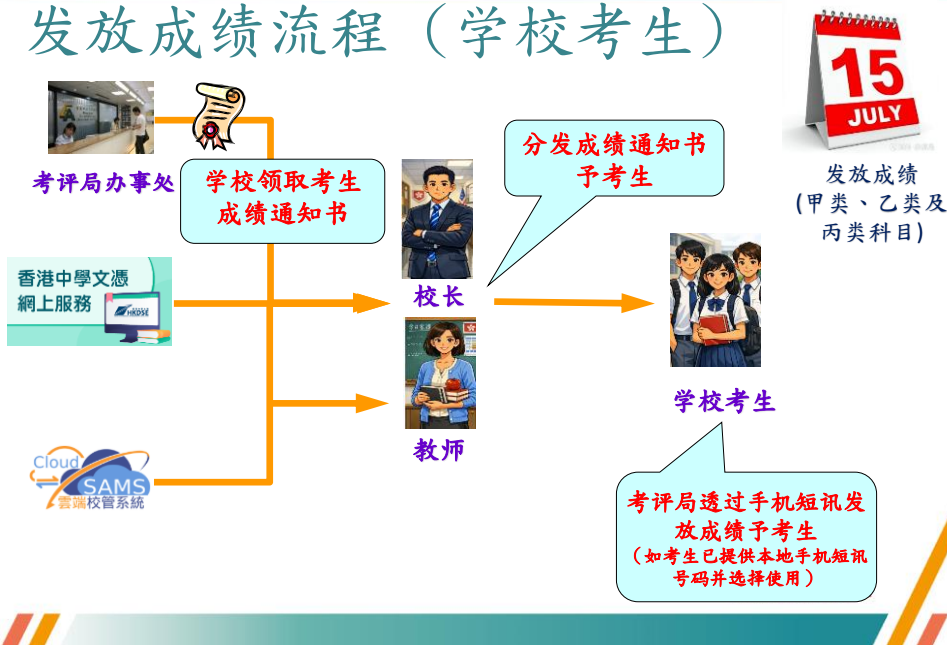 发放成绩流程（学校考生）
15
JULY
发放成绩
(甲类、乙类及
丙类科目)
考评局办事处
学校领取考生
成绩通知书
分发成绩通知书
予考生
香港中學文憑
網上服務
HKDSE
校长
教师
学校考生
Cloud
SAMS
雲端校管系統
考评局透过手机短讯发
放成绩予考生
（如考生已提供本地手机短讯
号码并选择使用）